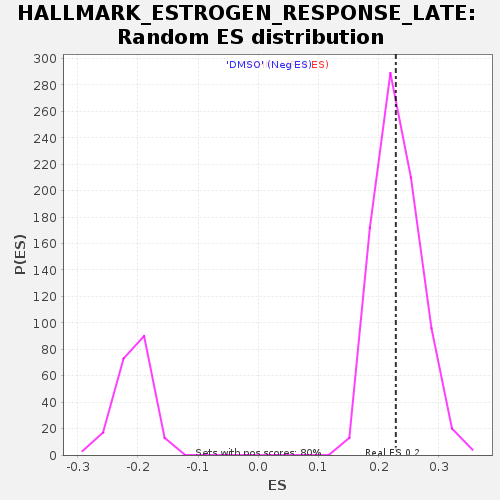 HALLMARK_ESTROGEN_RESPONSE_LATE:
Random ES distribution
'DMSO' (Neg ES)ES)
P(ES)
300
280
260
240
220
200
180
160
140
120
100
80
60
40
20
0
Sets with pos scores: 80%
Real ES 0.2
-0.3 -0.2 -0.1 0.0 0.1 0.2 0.3
ES